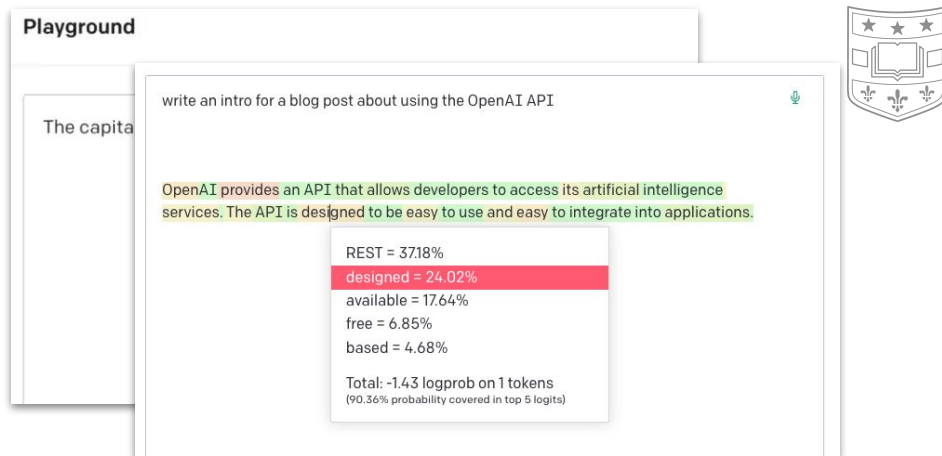 Playground
The capita
write an intro for a blog post about using the OpenAI API
OpenAI provides an API that allows developers to access its artificial intelligence
services. The API is designed to be easy to use and easy to integrate into applications.
REST = 37.18%
designed = 24.02%
available = 17.64%
free = 6.85%
based = 4.68%
Total: -1.43 logprob on 1 tokens
(90.36% probability covered in top 5 logits)